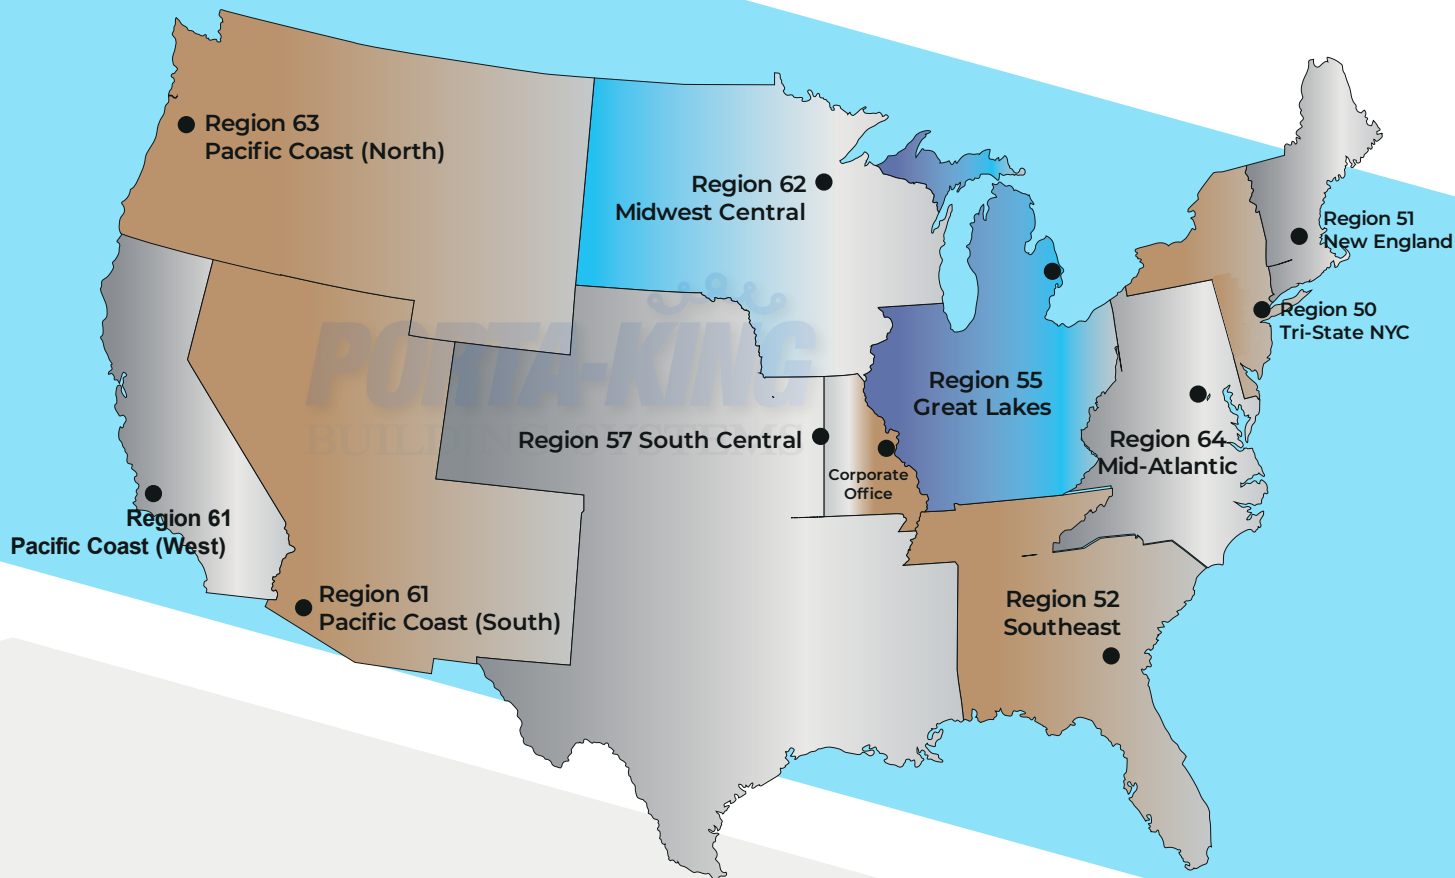 Region 63
Pacific Coast (North)
Region 62
Midwest Central
Region 51
New England
Region 50
Tri-State NYC
PORTA-KING
BUILDING SYSTEMS
Region 55
Great Lakes
Region 57 South Central
Region 64
Mid-Atlantic
Corporate
Office
Region 61
Pacific Coast (West)
Region 61
Pacific Coast (South)
Region 52
Southeast